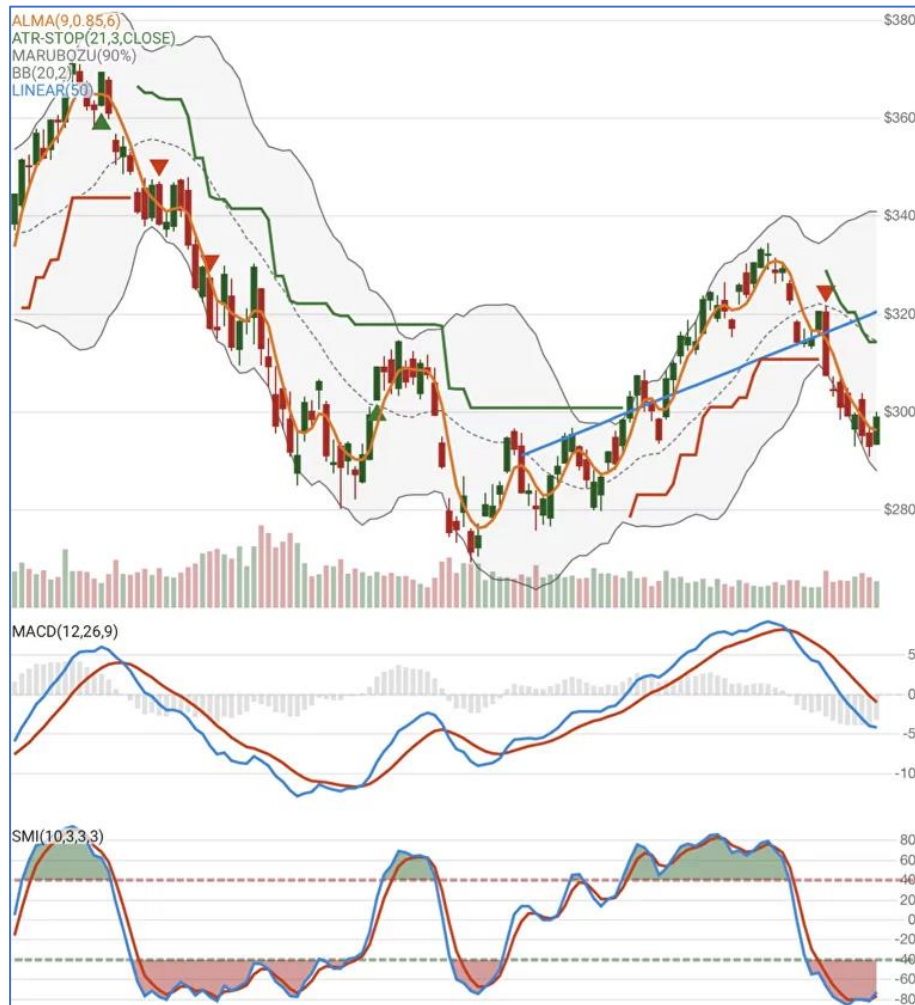 ALMA(9,0.85,6)
ATR-STOP(21,3,CLOSE)
MARUBOZU(90%)
BB(20,2)
LINEAR(50)
$380
$360
$340
$320
$300
$280
MACD(12,26,9)
5
0
-5
-10
SMI(10,3,3,3)
80
60
40
20
0
-20
-40
-60
-80